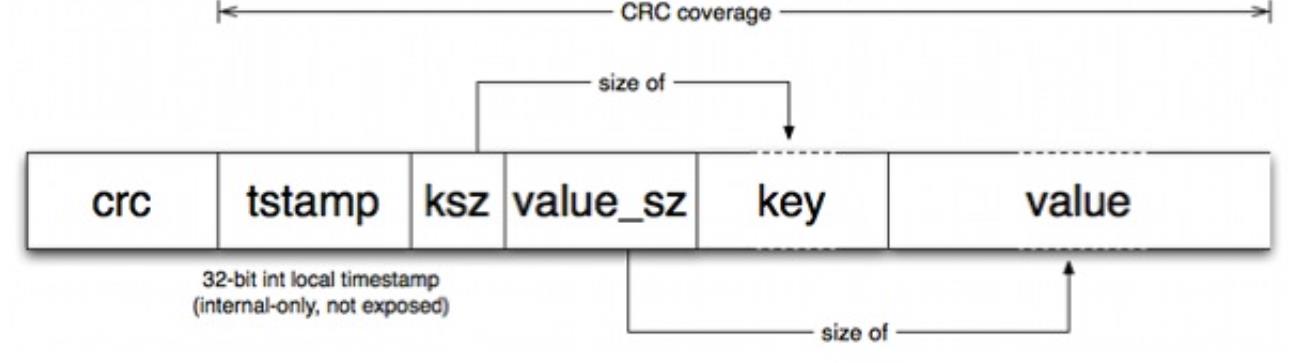 CRC coverage
size of
crc tstamp ksz value_sz key value
32-bit int local timestamp
(internal-only, not exposed)
size of